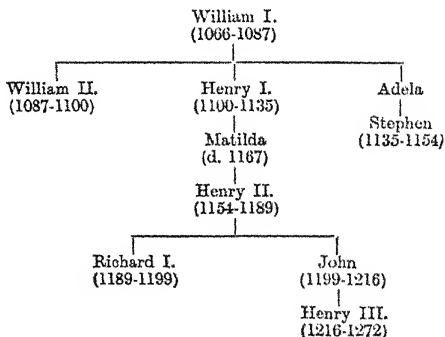 William I.
(1066-1087)
William II.
(1087-1100)
Henry I.
(1100-1135)
Adela
Stephen
(1135-1154)
Matilda
(d. 1167)
Henry II.
(1154-1189)
Richard I.
(1189-1199)
John
(1199-1216)
Henry III.
(1216-1272)